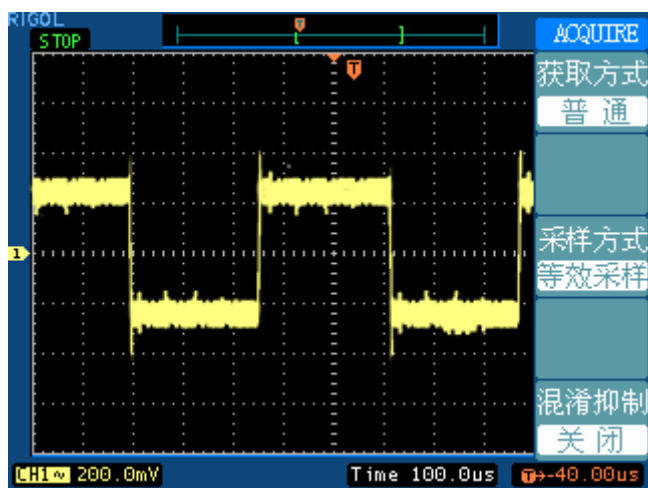 RIGOL
STOP
T
ACQUIRE
T
获取方式
普通
采样方式
等效采样
混淆抑制
关闭
1
CH1~ 200.0mV
Time 100.0us
T→-40.00us